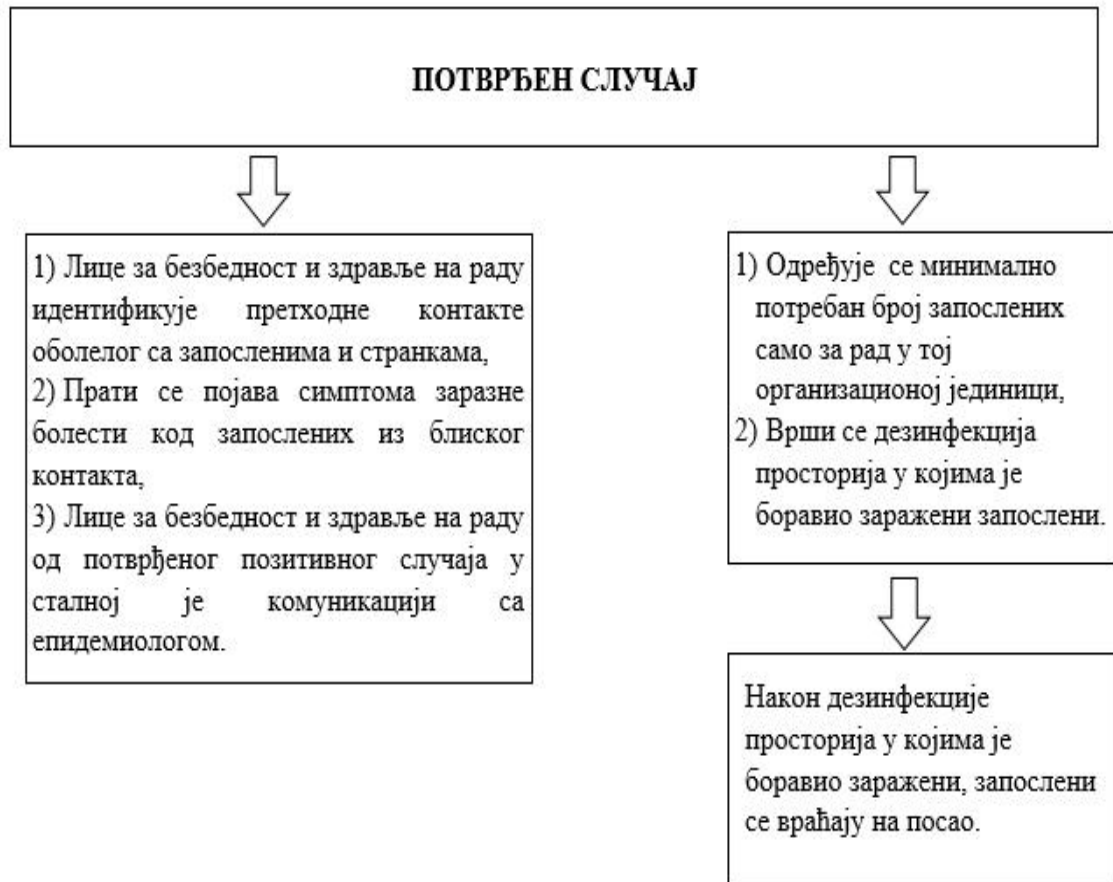 ПОТВРЂЕН СЛУЧАЈ
1) Лице за безбедност и здравље на раду
идентификује претходне контакте
оболелог са запосленима и странкама,
2) Прати се појава симптома заразне
болести код запослених из блиског
контакта,
3) Лице за безбедност и здравље на раду
од потврђеног позитивног случаја у
сталној је комуникацији са
епидемиологом.
1) Одређује се минимално
потребан број запослених
само за рад у тој
организационој јединици,
2) Врши се дезинфекција
просторија у којима је
боравио заражени запослени.
Након дезинфекције
просторија у којима је
боравио заражени, запослени
се враћају на посао.